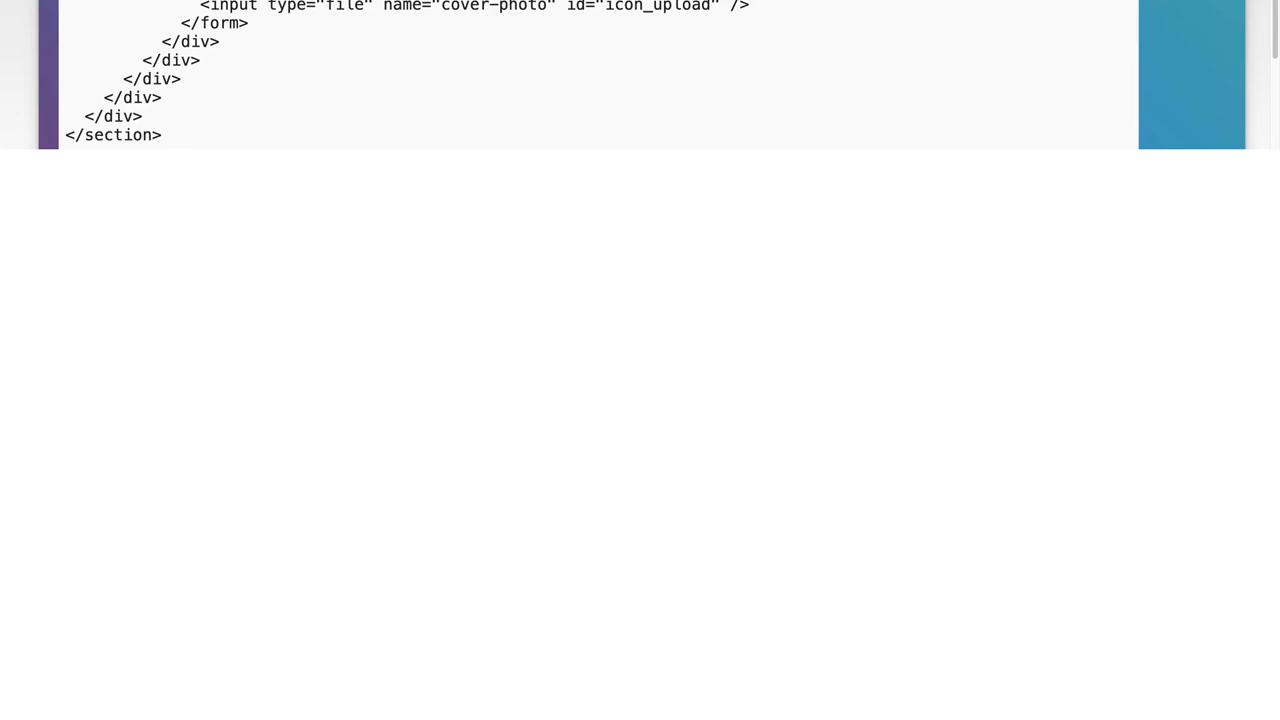 <input type="file" name="cover-photo" id="icon_upload" />
</form>
</div>
</div>
</div>
</div>
</div>
</section>